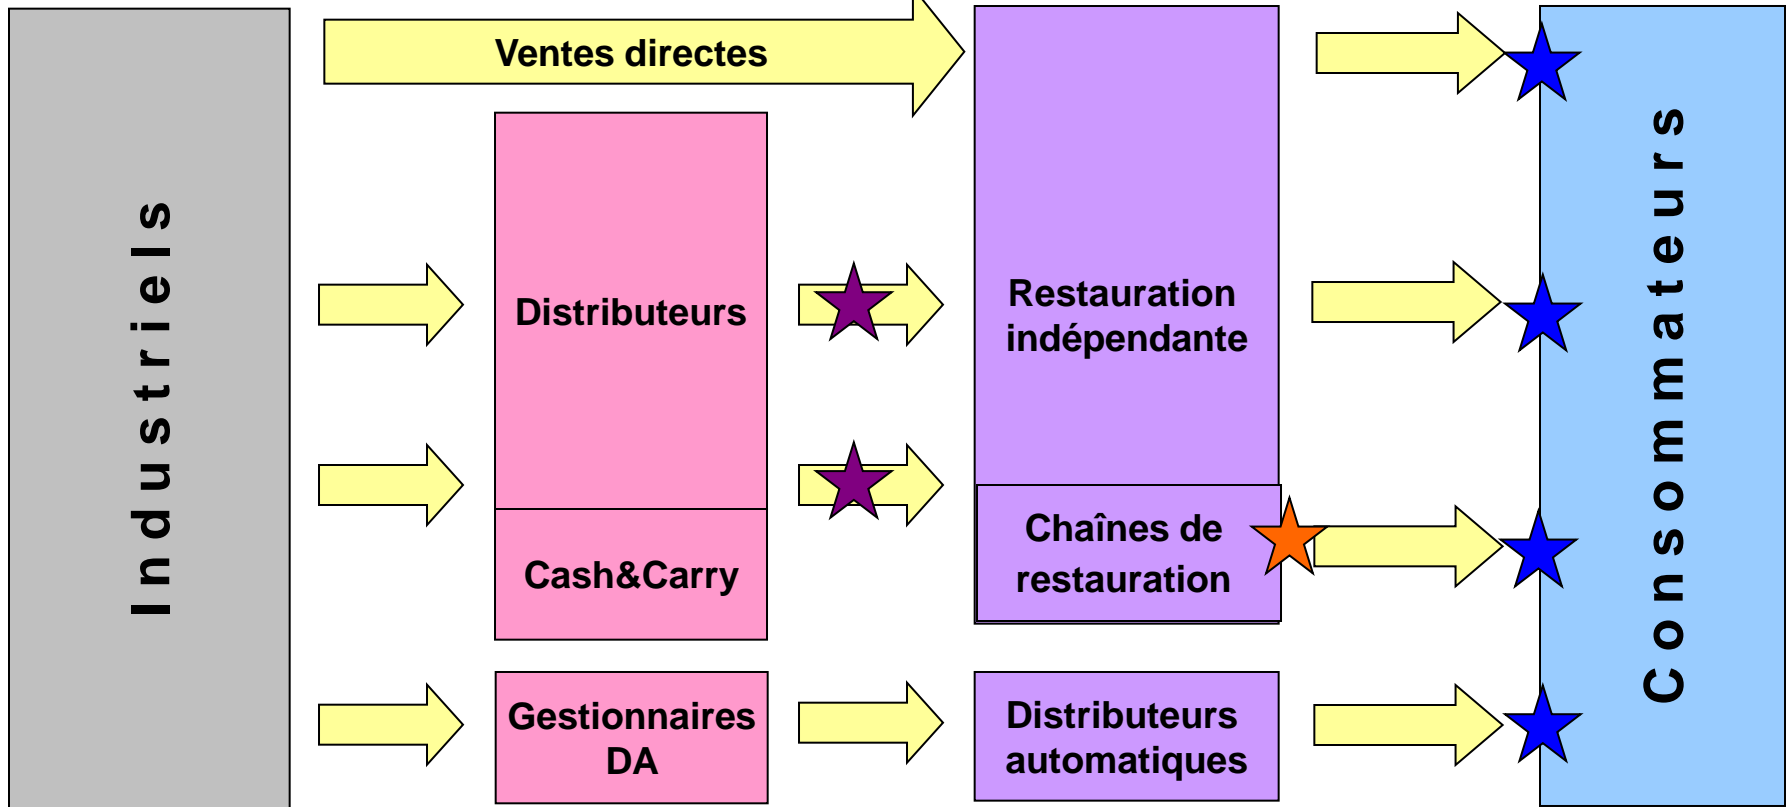 Industriels
Ventes directes
Distributeurs
Cash&Carry
Gestionnaires
DA
Restauration
indépendante
Chaînes de
restauration
Distributeurs
automatiques
Consommateurs